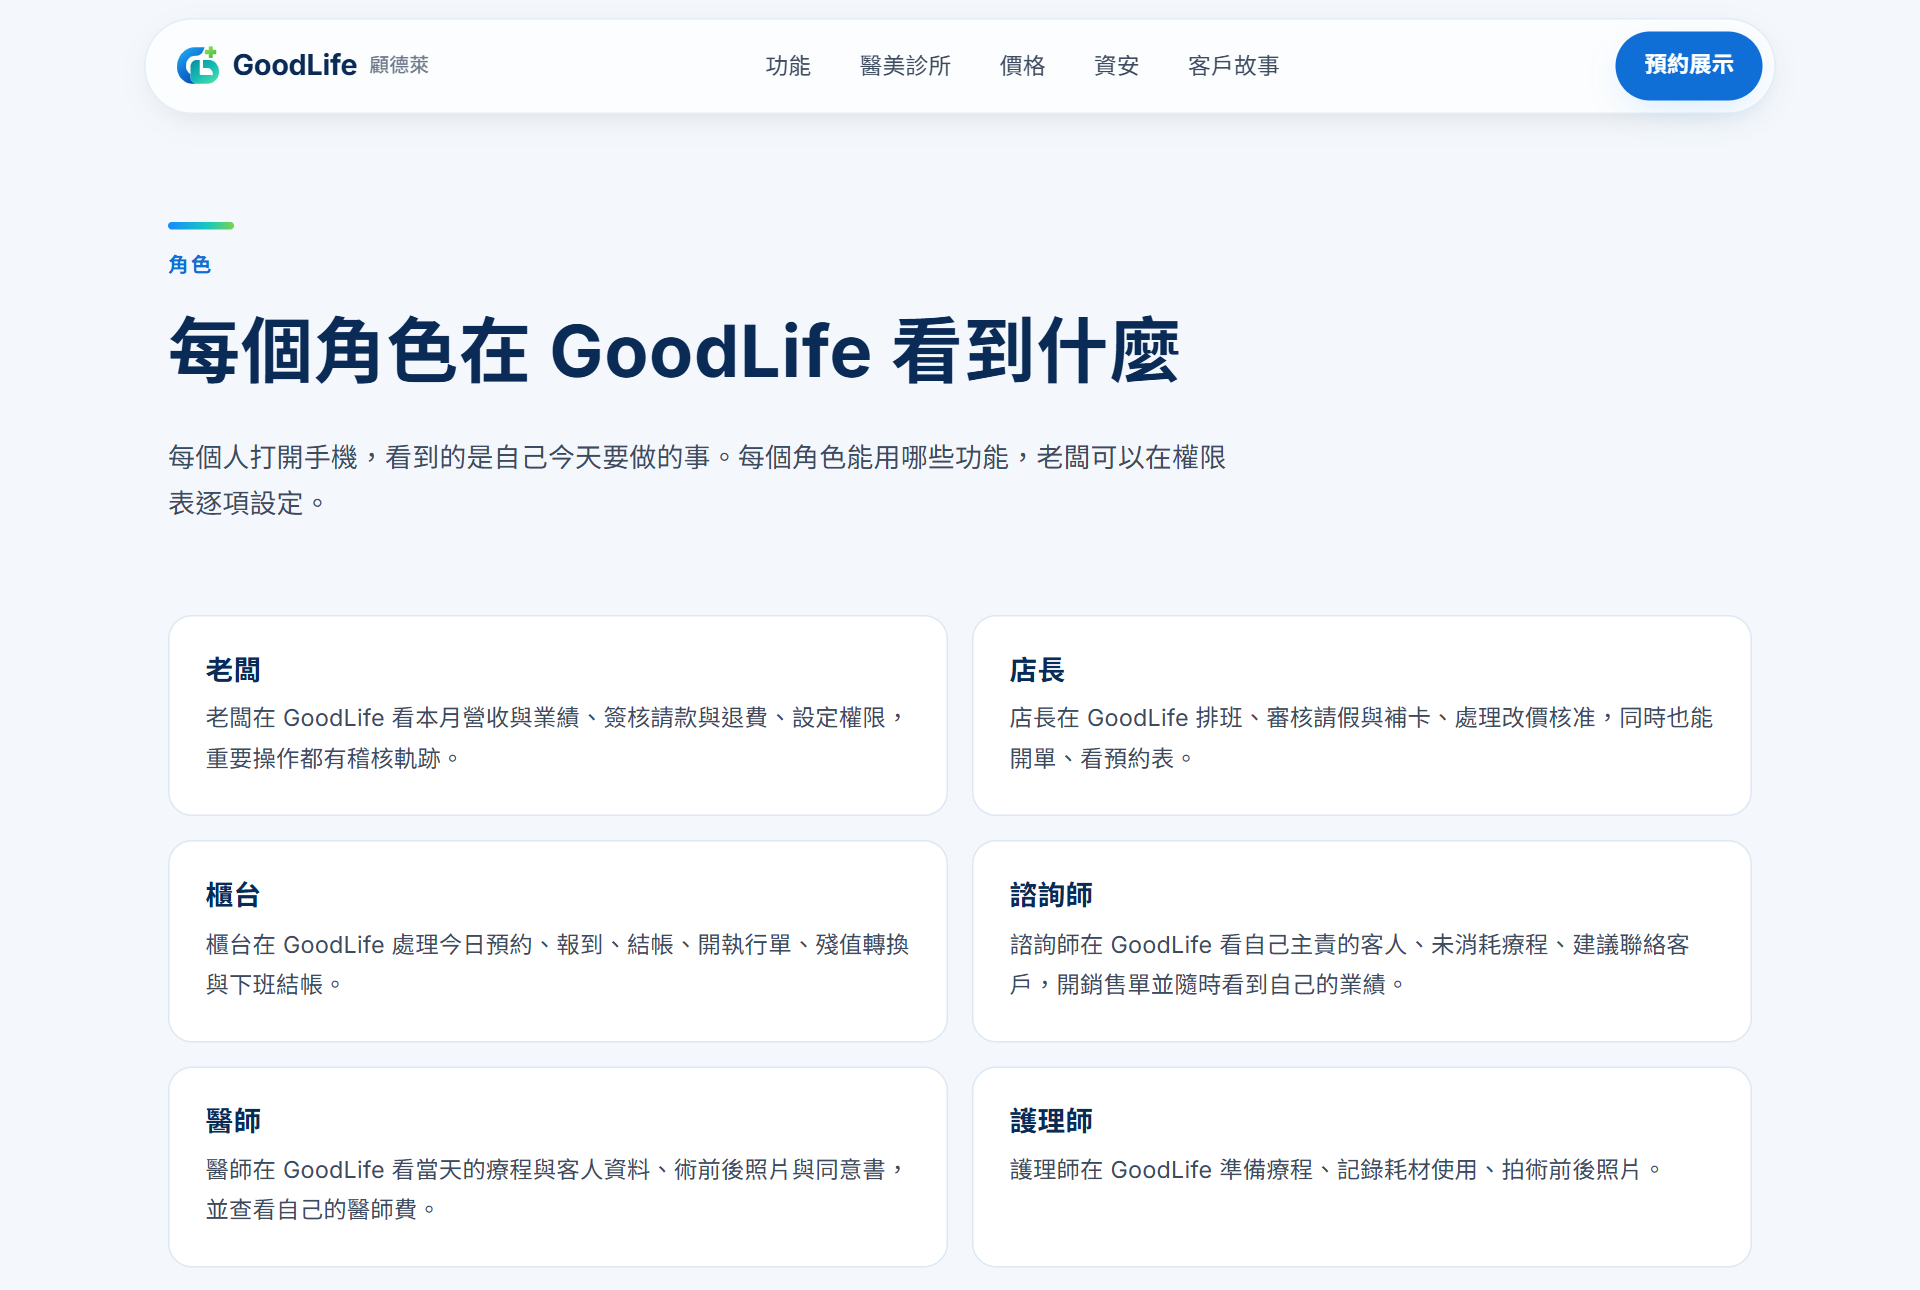 GoodLife 顧德萊
功能
醫美診所
價格
資安
客戶故事
預約展示
角色
每個角色在 GoodLife 看到什麼
每個人打開手機，看到的是自己今天要做的事。每個角色能用哪些功能，老闆可以在權限
表逐項設定。
老闆
老闆在 GoodLife 看本月營收與業績、簽核請款與退費、設定權限，
重要操作都有稽核軌跡。
店長
店長在 GoodLife 排班、審核請假與補卡、處理改價核准，同時也能
開單、看預約表。
櫃台
櫃台在 GoodLife 處理今日預約、報到、結帳、開執行單、殘值轉換
與下班結帳。
諮詢師
諮詢師在 GoodLife 看自己主責的客人、未消耗療程、建議聯絡客
戶，開銷售單並隨時看到自己的業績。
醫師
醫師在 GoodLife 看當天的療程與客人資料、術前後照片與同意書，
並查看自己的醫師費。
護理師
護理師在 GoodLife 準備療程、記錄耗材使用、拍術前後照片。